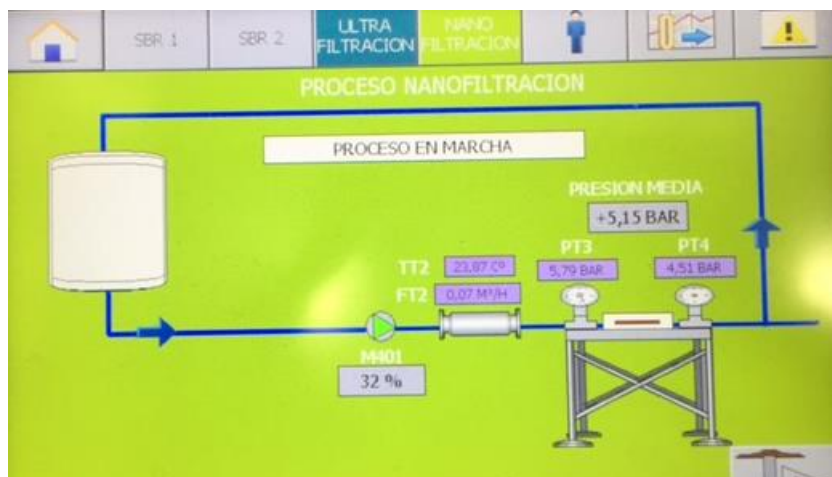 SBR 1
SBR 2
ULTRA
FILTRACION
NANO
FILTRACION
PROCESO NANOFILTRACION
PROCESO EN MARCHA
PRESION MEDIA
+5,15 BAR
PT3
PT4
TT2
23,87 Cº
5,79 BAR
4,51 BAR
FT2
0,07 M³/H
M401
32 %